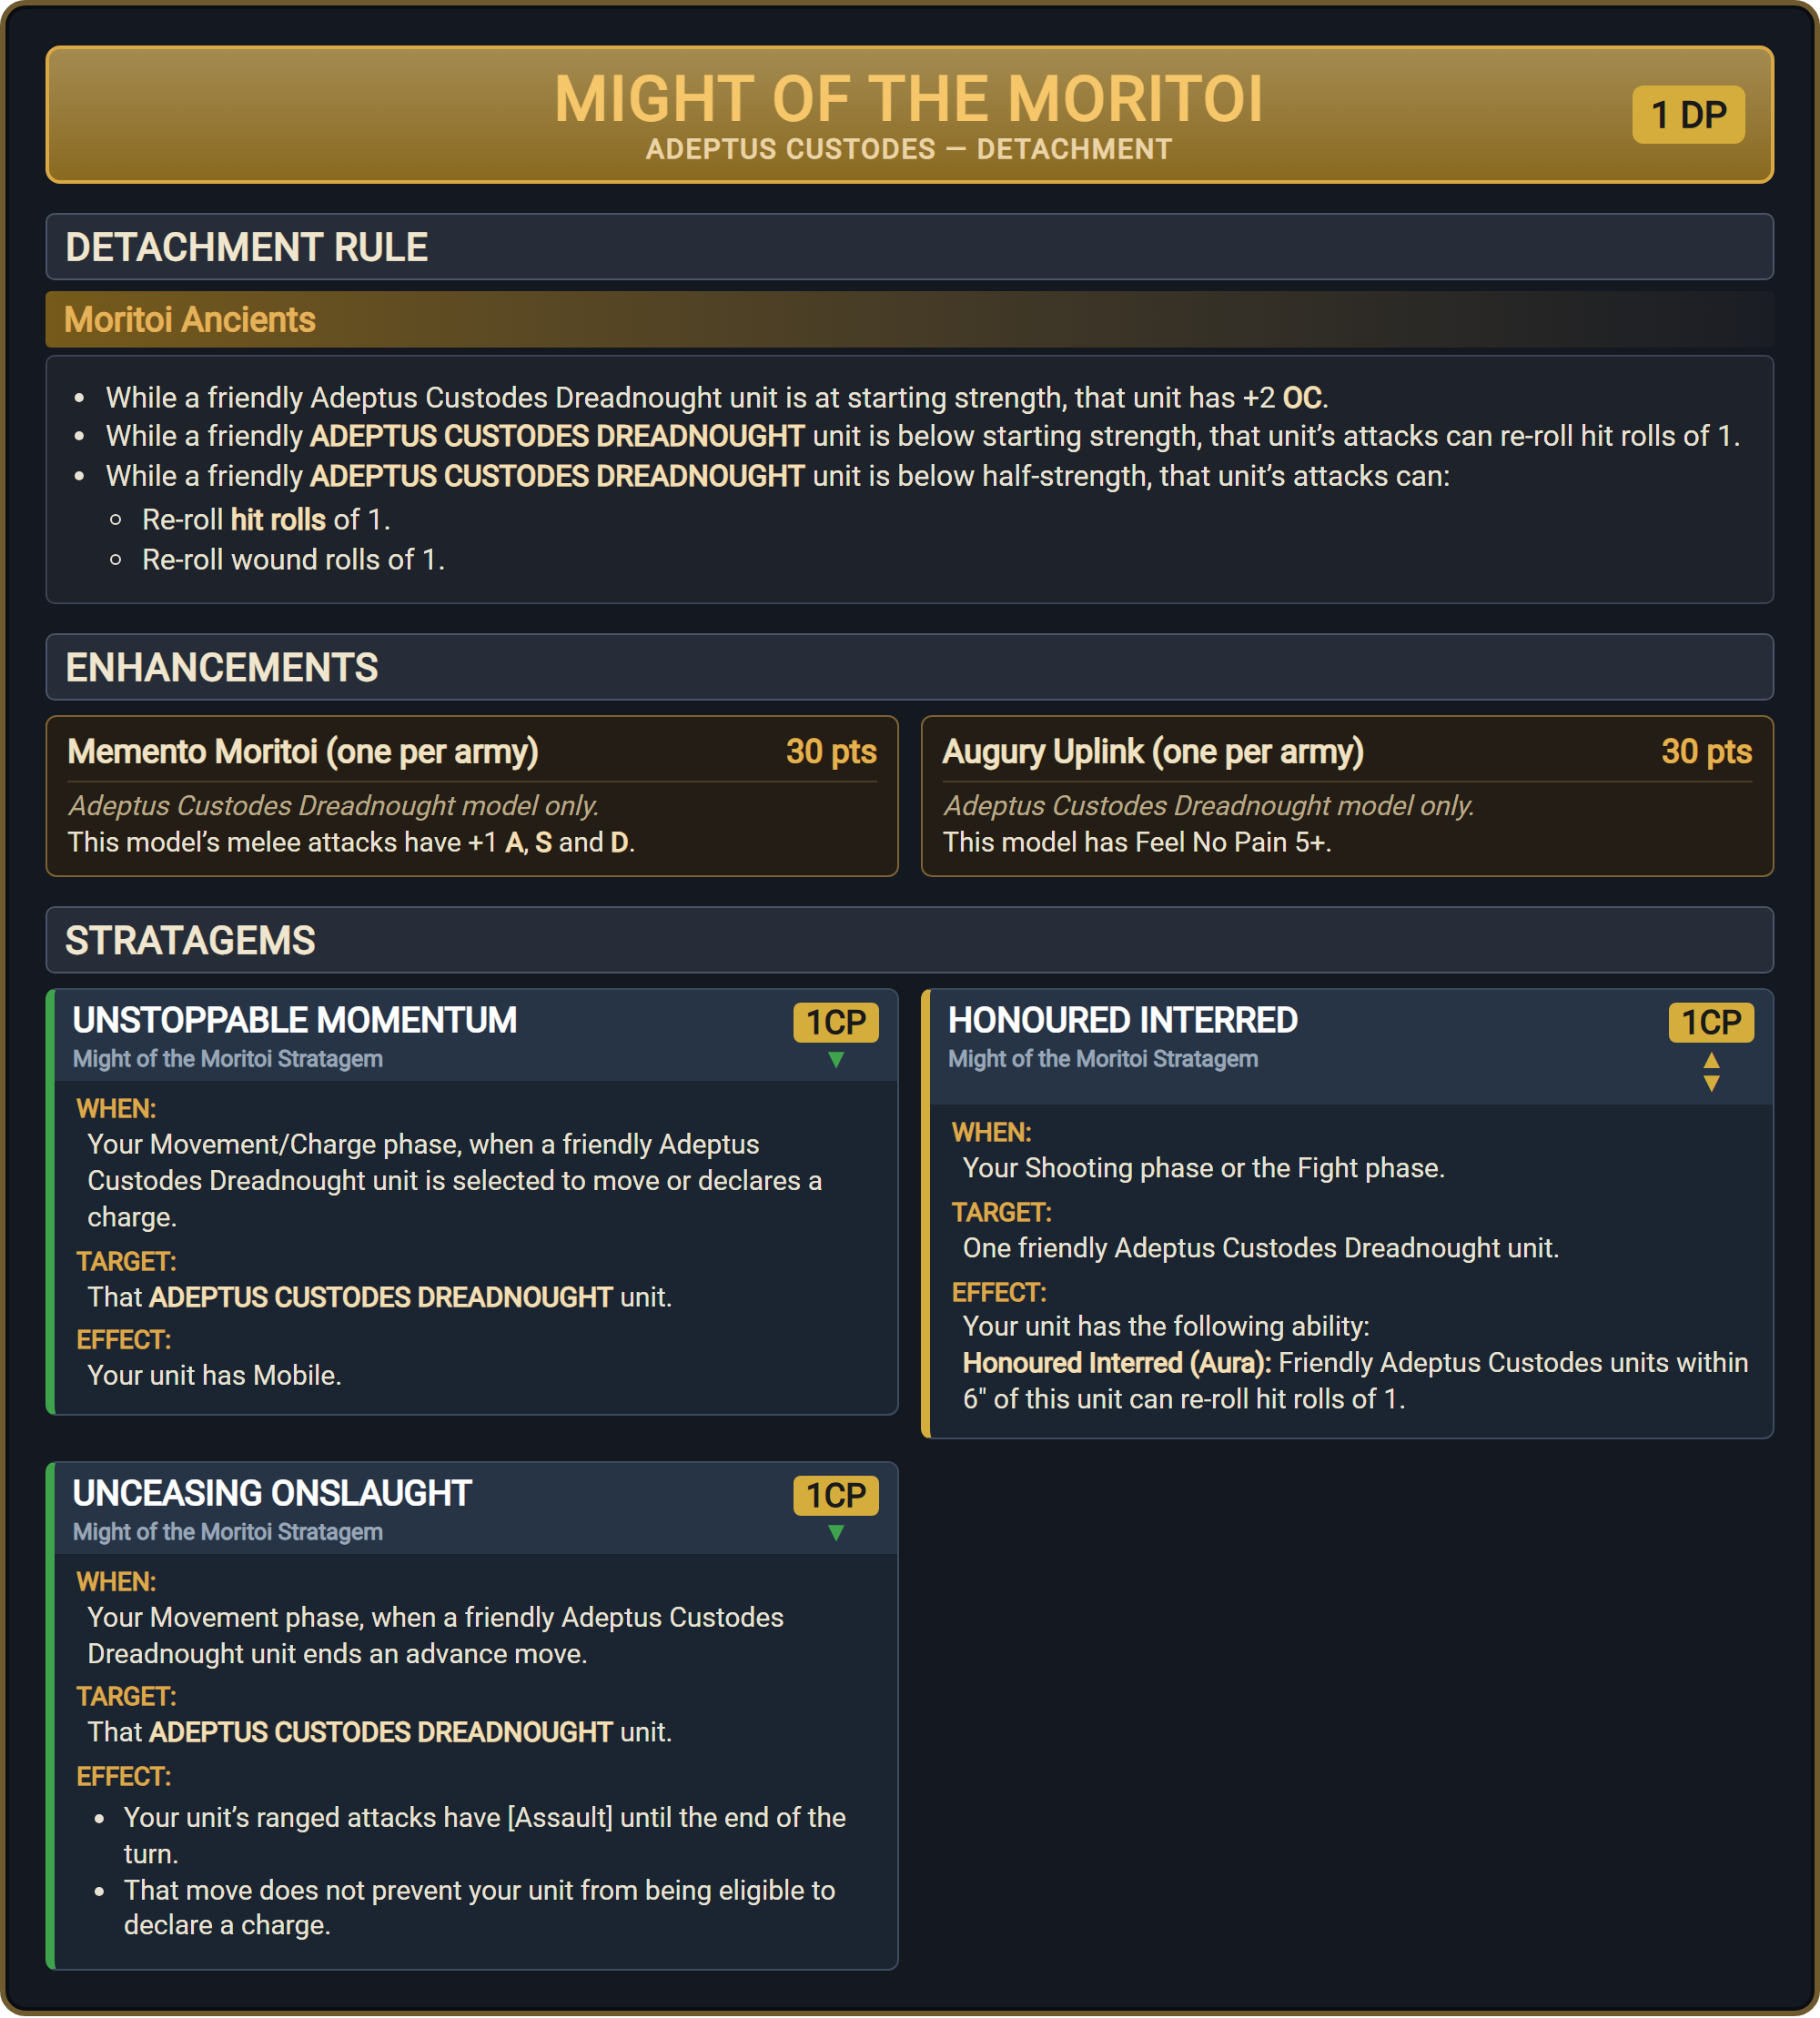 MIGHT OF THE MORITOI
ADEPTUS CUSTODES — DETACHMENT
1 DP
DETACHMENT RULE
Moritoi Ancients
• While a friendly Adeptus Custodes Dreadnought unit is at starting strength, that unit has +2 OC.
• While a friendly ADEPTUS CUSTODES DREADNOUGHT unit is below starting strength, that unit’s attacks can re-roll hit rolls of 1.
• While a friendly ADEPTUS CUSTODES DREADNOUGHT unit is below half-strength, that unit’s attacks can:
○ Re-roll hit rolls of 1.
○ Re-roll wound rolls of 1.
ENHANCEMENTS
Memento Moritoi (one per army) 30 pts
Adeptus Custodes Dreadnought model only.
This model’s melee attacks have +1 A, S and D.
Augury Uplink (one per army) 30 pts
Adeptus Custodes Dreadnought model only.
This model has Feel No Pain 5+.
STRATAGEMS
UNSTOPPABLE MOMENTUM 1CP
Might of the Moritoi Stratagem ▼
WHEN:
Your Movement/Charge phase, when a friendly Adeptus
Custodes Dreadnought unit is selected to move or declares a
charge.
TARGET:
That ADEPTUS CUSTODES DREADNOUGHT unit.
EFFECT:
Your unit has Mobile.
HONOURED INTERRED 1CP
Might of the Moritoi Stratagem ▲
▼
WHEN:
Your Shooting phase or the Fight phase.
TARGET:
One friendly Adeptus Custodes Dreadnought unit.
EFFECT:
Your unit has the following ability:
Honoured Interred (Aura): Friendly Adeptus Custodes units within
6" of this unit can re-roll hit rolls of 1.
UNCEASING ONSLAUGHT 1CP
Might of the Moritoi Stratagem ▼
WHEN:
Your Movement phase, when a friendly Adeptus Custodes
Dreadnought unit ends an advance move.
TARGET:
That ADEPTUS CUSTODES DREADNOUGHT unit.
EFFECT:
• Your unit’s ranged attacks have [Assault] until the end of the
turn.
• That move does not prevent your unit from being eligible to
declare a charge.